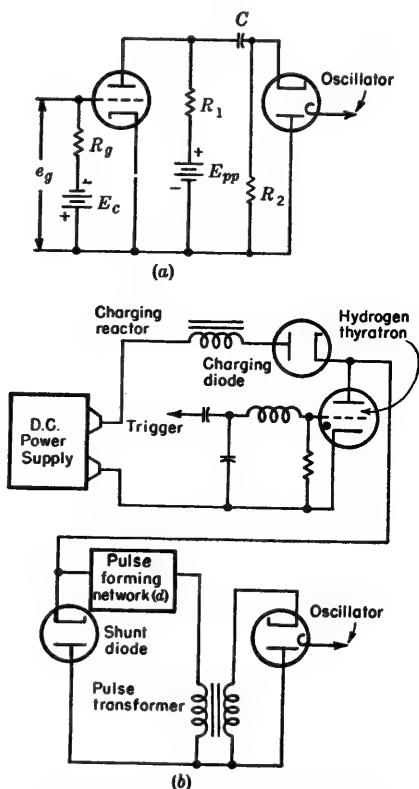 C
Oscillator
R1
Rg
eg
Ec
+
-
+
-
Epp
R2
(a)
Charging
reactor
Hydrogen
thyratron
Charging
diode
D.C.
Power
Supply
Trigger
Pulse
forming
network(d)
Shunt
diode
Oscillator
Pulse
transformer
(b)